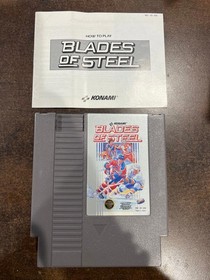 HOW TO PLAY
BLADES
OF STEEL
KONAMI
KONAMI
BLADES
OF STEEL